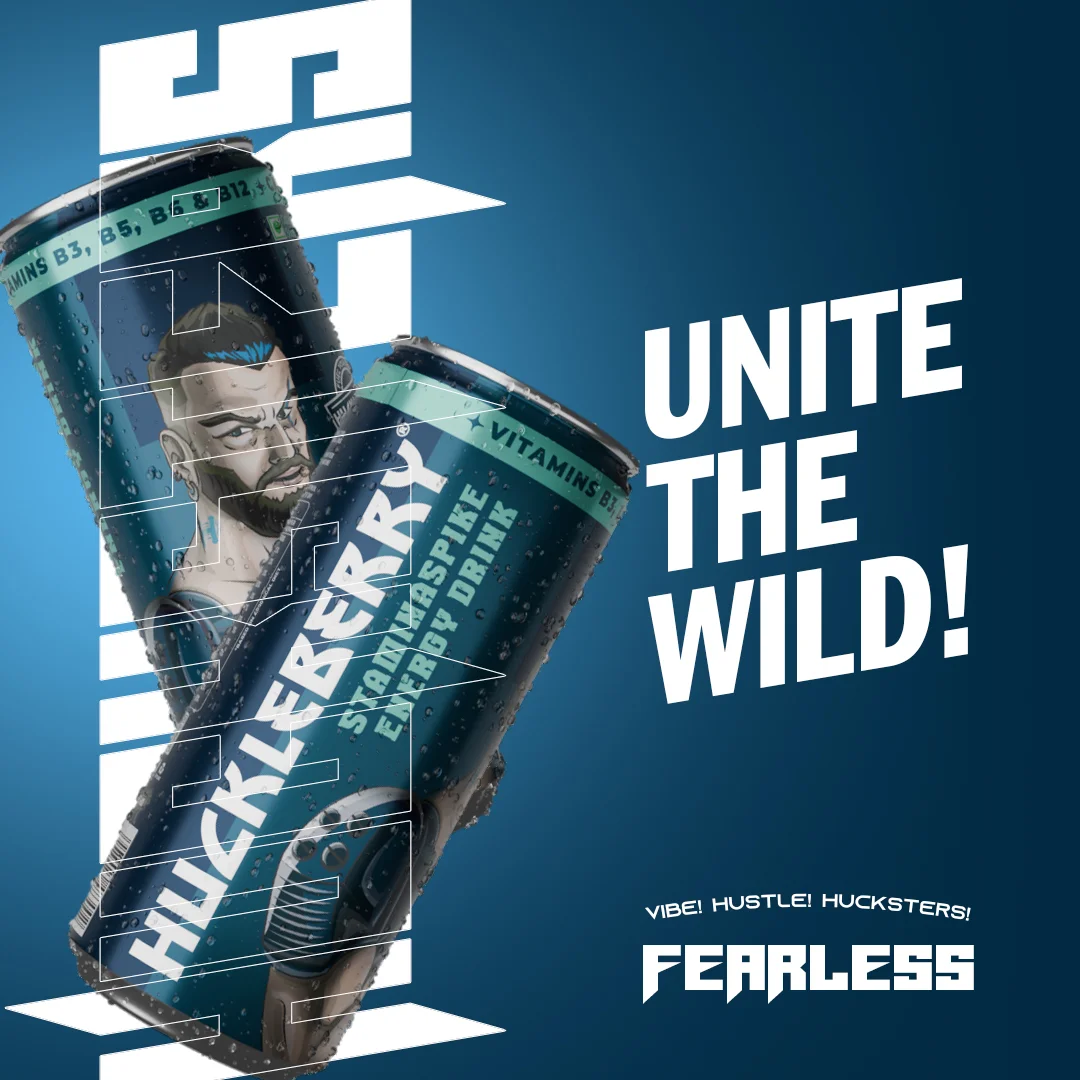 VITAMINS B3, B5, B6 & B12,
HUCKLEBERRY®
STAMINASPIKE
ENERGY DRINK
VITAMINS B3,
UNITE
THE
WILD!
VIBE! HUSTLE! HUCKSTERS!
FEARLESS